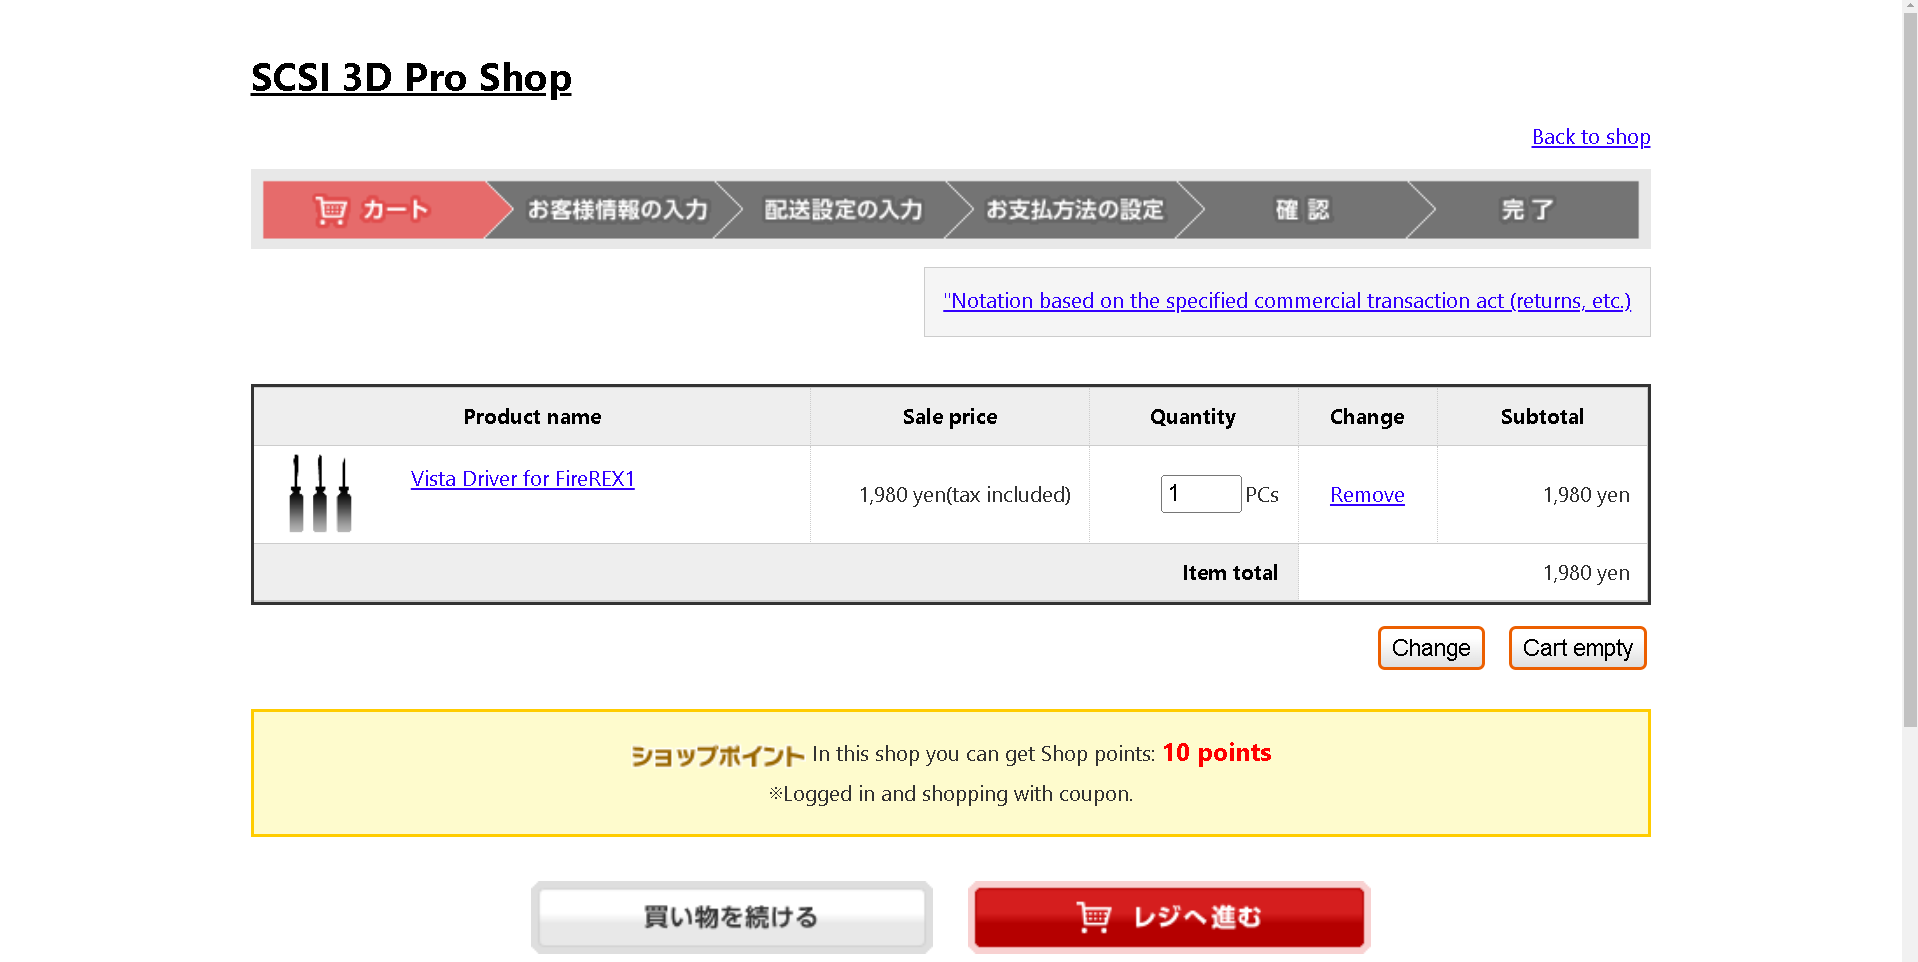 SCSI 3D Pro Shop
Back to shop
カート お客様情報の入力 配送設定の入力 お支払方法の設定 確認 完了
"Notation based on the specified commercial transaction act (returns, etc.)
Product name Sale price Quantity Change Subtotal
Vista Driver for FireREX1 1,980 yen(tax included) 1 PCs Remove 1,980 yen
Item total 1,980 yen
Change Cart empty
ショップポイント In this shop you can get Shop points: 10 points
※Logged in and shopping with coupon.
買い物を続ける レジへ進む